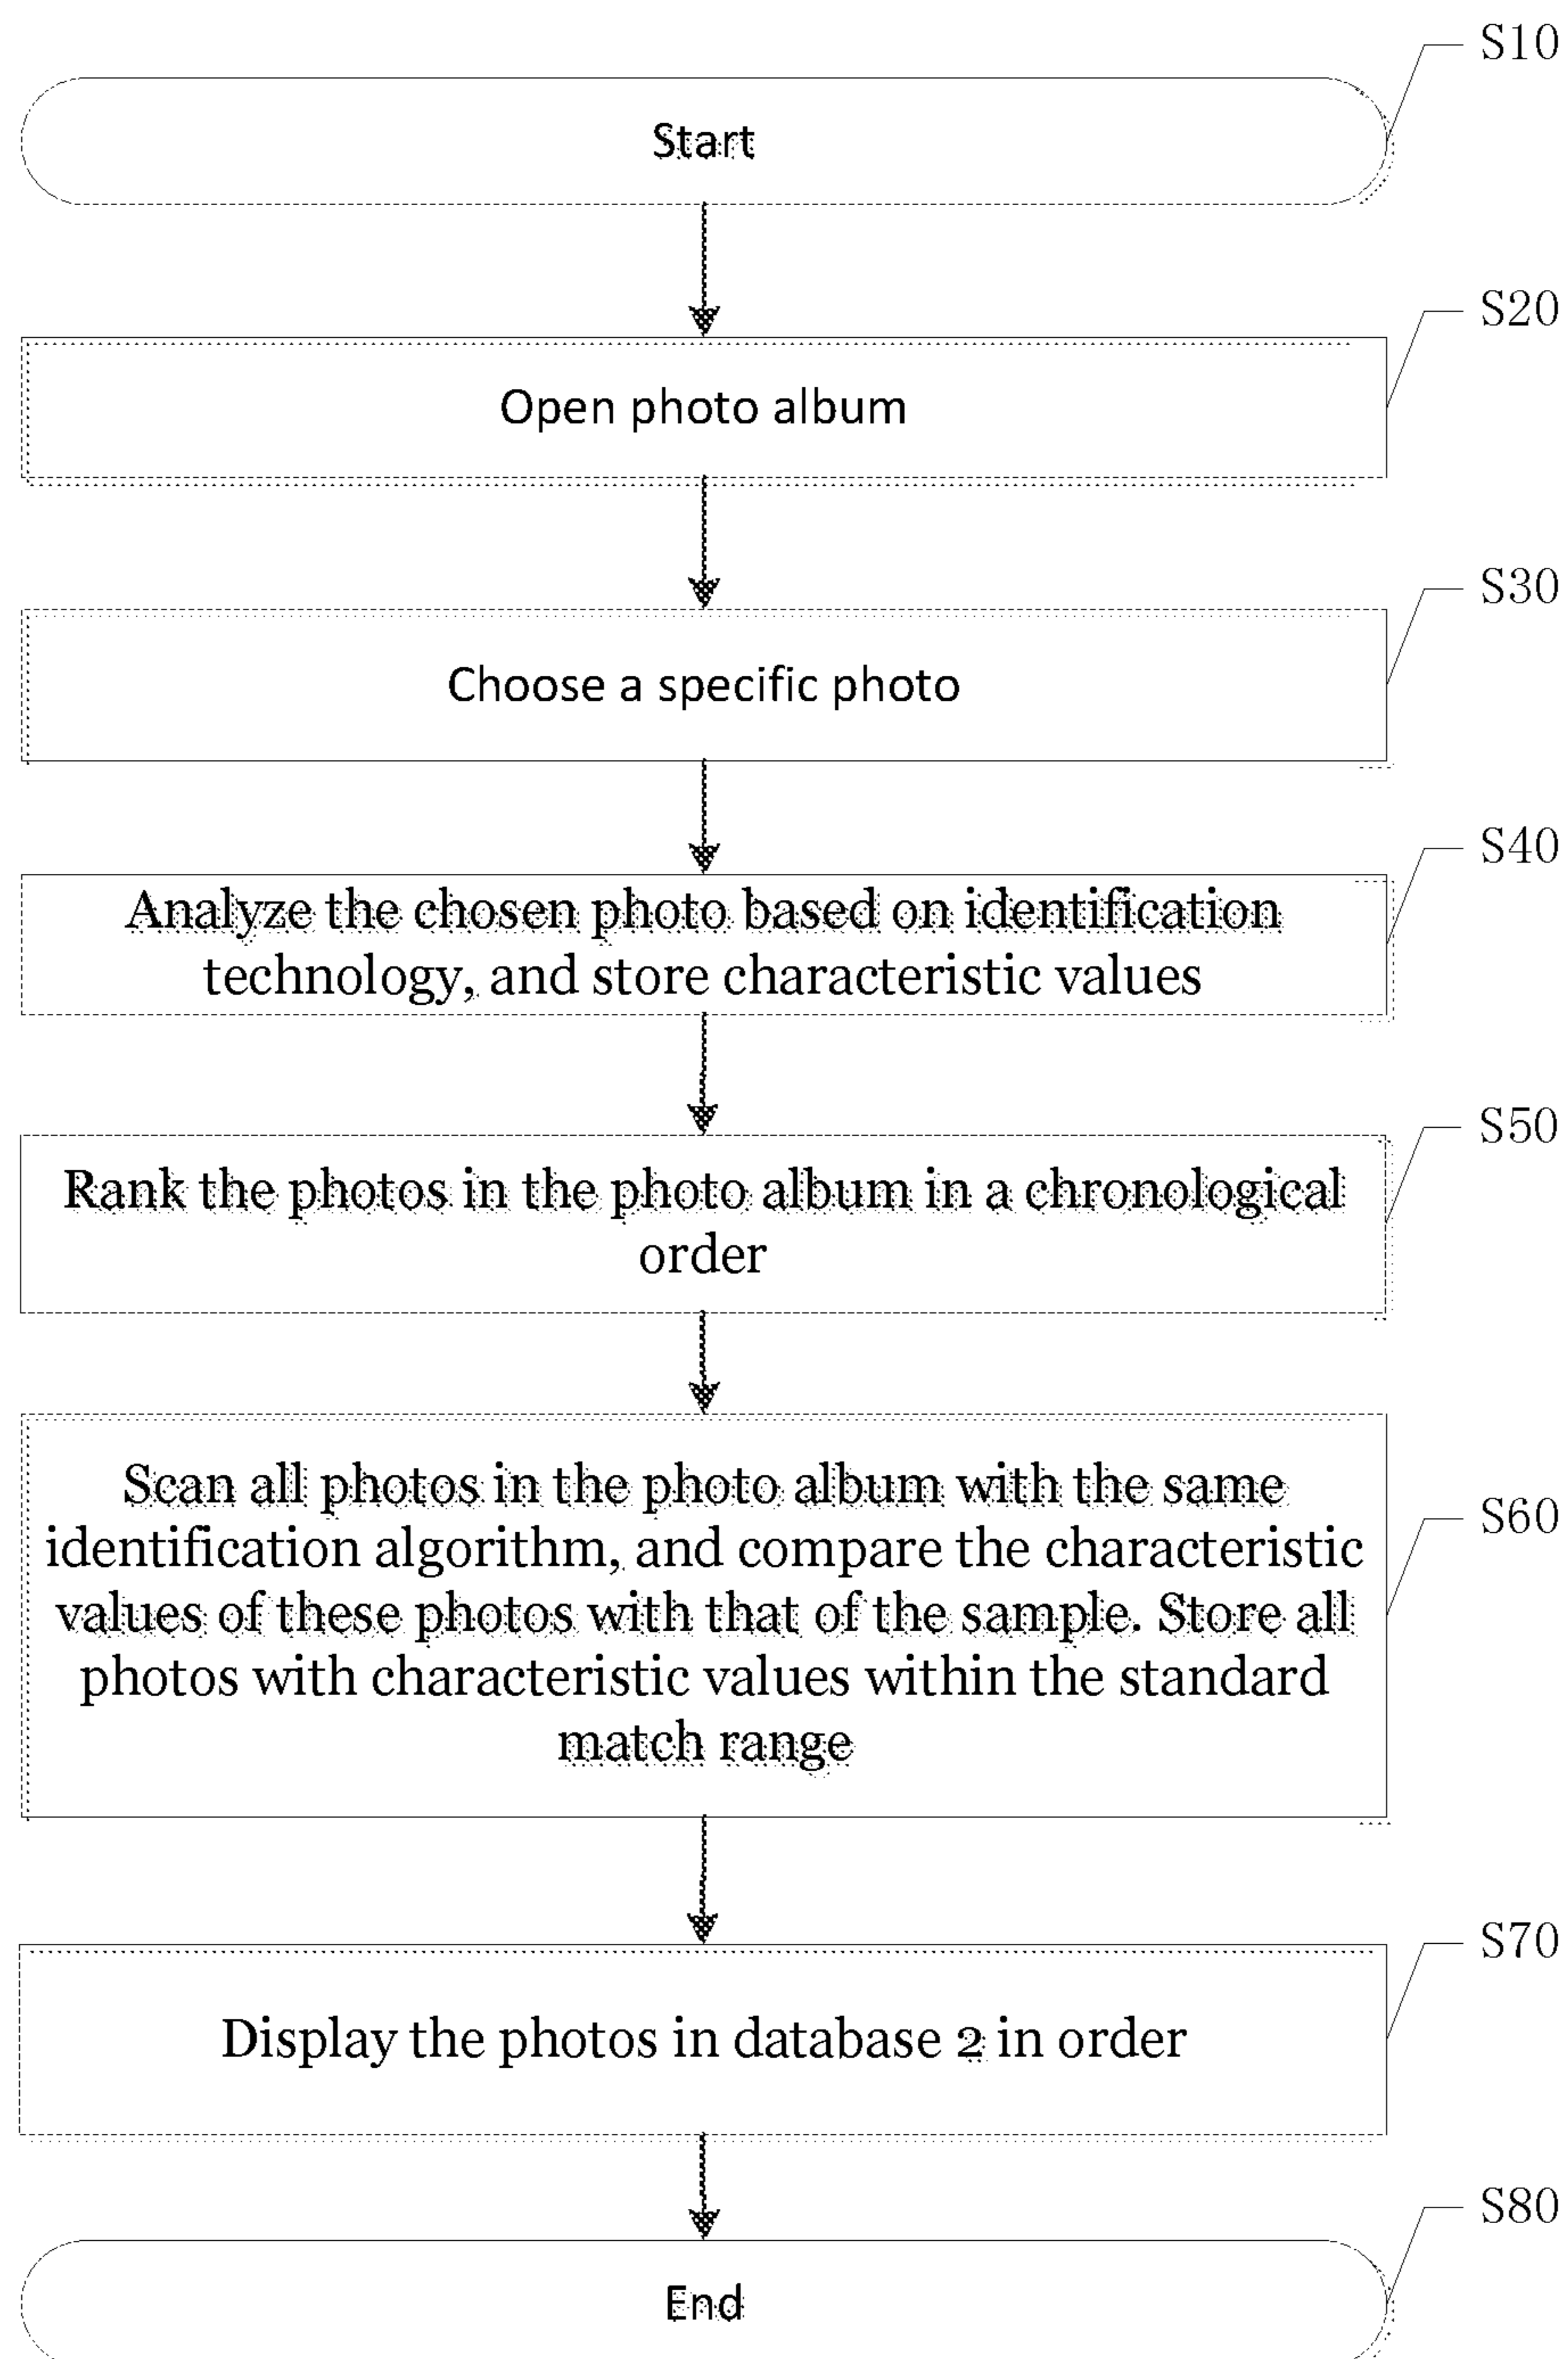 S10
Start
S20
Open photo album
S30
Choose a specific photo
S40
Analyze the chosen photo based on identification
technology, and store characteristic values
S50
Rank the photos in the photo album in a chronological
order
Scan all photos in the photo album with the same
S60
identification algorithm, and compare the characteristic
values of these photos with that of the sample. Store all
photos with characteristic values within the standard
match range
S70
Display the photos in database 2 in order
S80
End